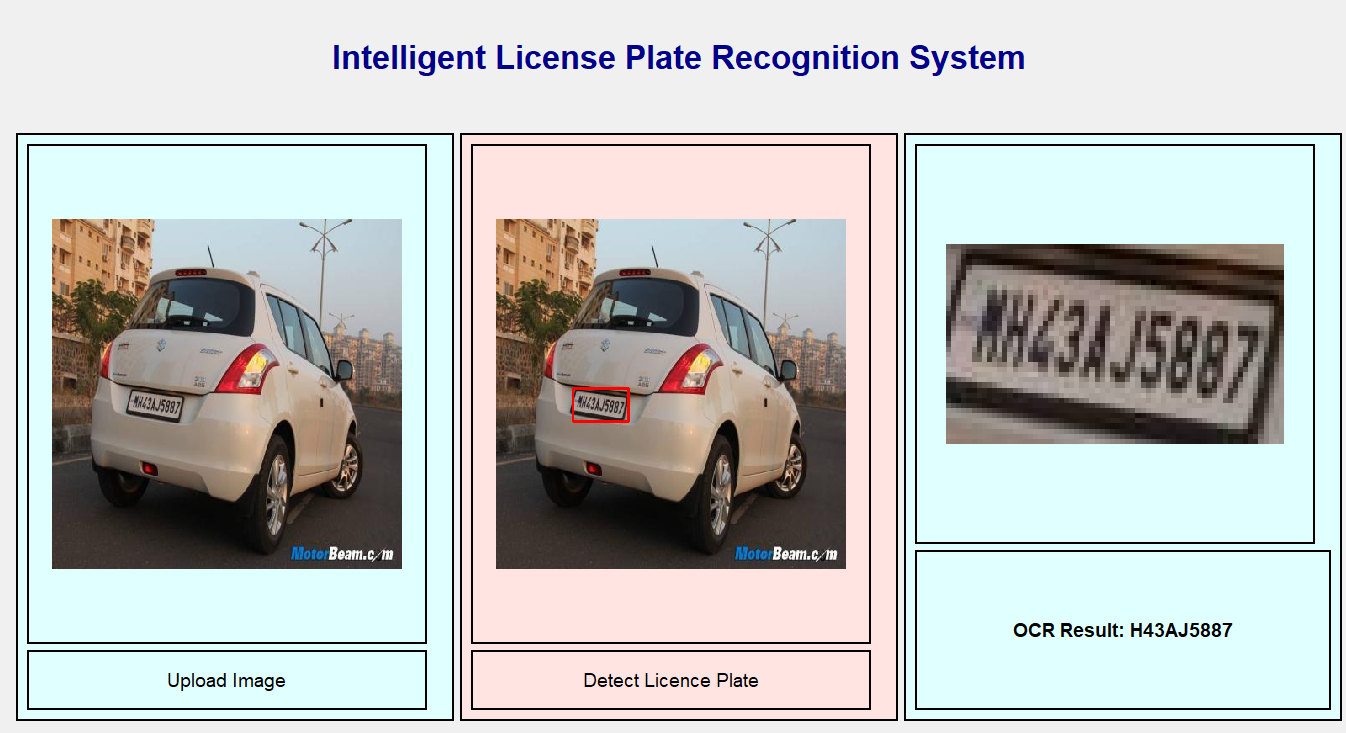 Intelligent License Plate Recognition System
MH43AJ5887
MotorBeam.com
Upload Image
MH43AJ5887
MotorBeam.com
Detect Licence Plate
MH43AJ5887
OCR Result: H43AJ5887